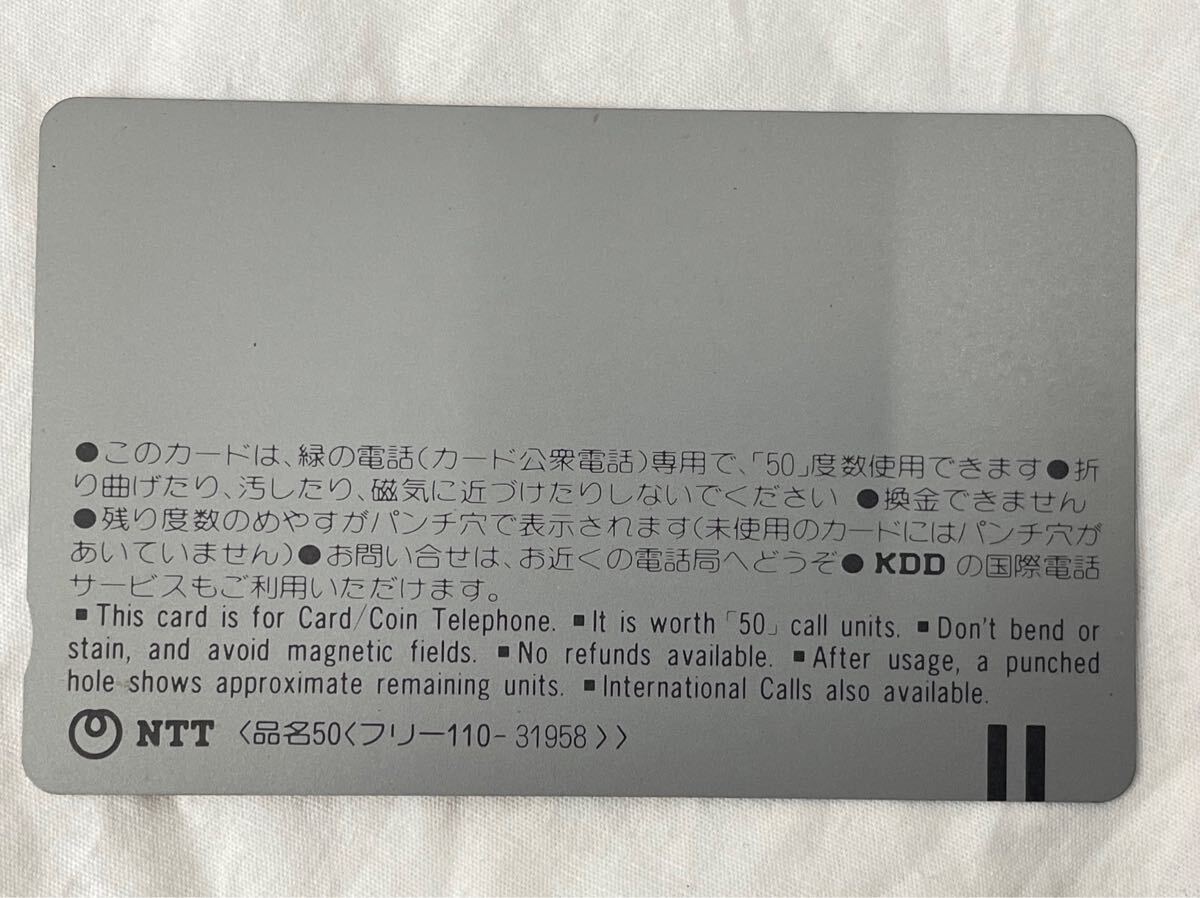 ●このカードは、緑の電話(カード公衆電話)専用で、「50」度数使用できます●折
り曲げたり、汚したり、磁気に近づけたりしないでください ●換金できません
●残り度数のめやすがパンチ穴で表示されます(未使用のカードにはパンチ穴が
あいていません)●お問い合せは、お近くの電話局へどうぞ● KDD の国際電話
サービスもご利用いただけます。
▪This card is for Card/Coin Telephone. ▪It is worth「50」call units. ▪Don't bend or
stain, and avoid magnetic fields. ▪No refunds available. ▪After usage, a punched
hole shows approximate remaining units. ▪International Calls also available.
NTT 〈品名50〈フリー110-31958〉〉